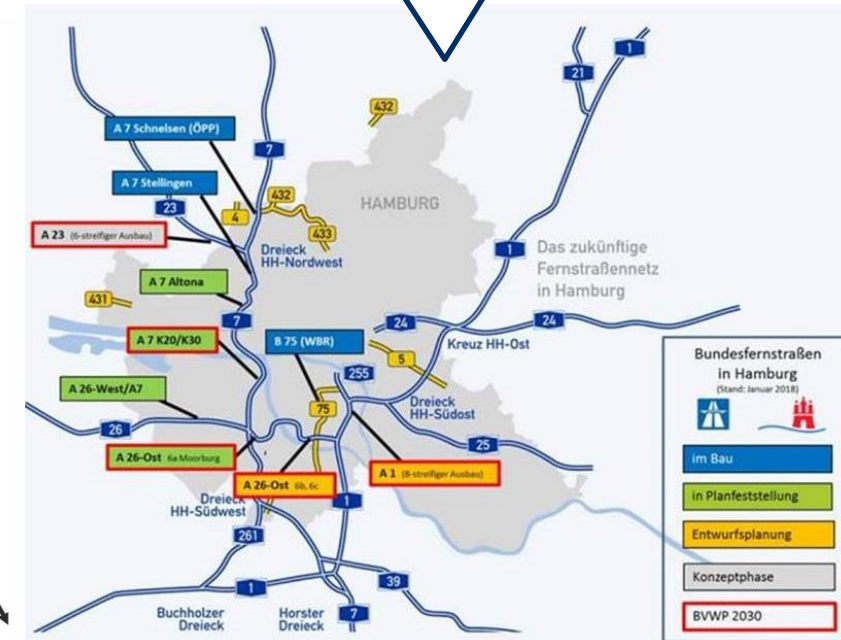 1
21
432
A 7 Schnelsen (ÖPP)
7
A 7 Stellingen
432
HAMBURG
23
4
433
A 23 (6-streifiger Ausbau)
Dreieck
HH-Nordwest
1
Das zukünftige
Fernstraßennetz
in Hamburg
A 7 Altona
431
7
24
24
A 7 K20/K30
B 75 (WBR)
Kreuz HH-Ost
5
255
A 26-West/A7
75
Dreieck
HH-Südost
26
25
A 26-Ost 6a Moorburg
A 26-Ost 6b, 6c
A 1 (8-streifiger Ausbau)
Dreieck
HH-Südwest
1
261
1
39
Buchholzer
Dreieck
Horster
Dreieck
7
Bundesfernstraßen
in Hamburg
(Stand: Januar 2018)
im Bau
in Planfeststellung
Entwurfsplanung
Konzeptphase
BVWP 2030